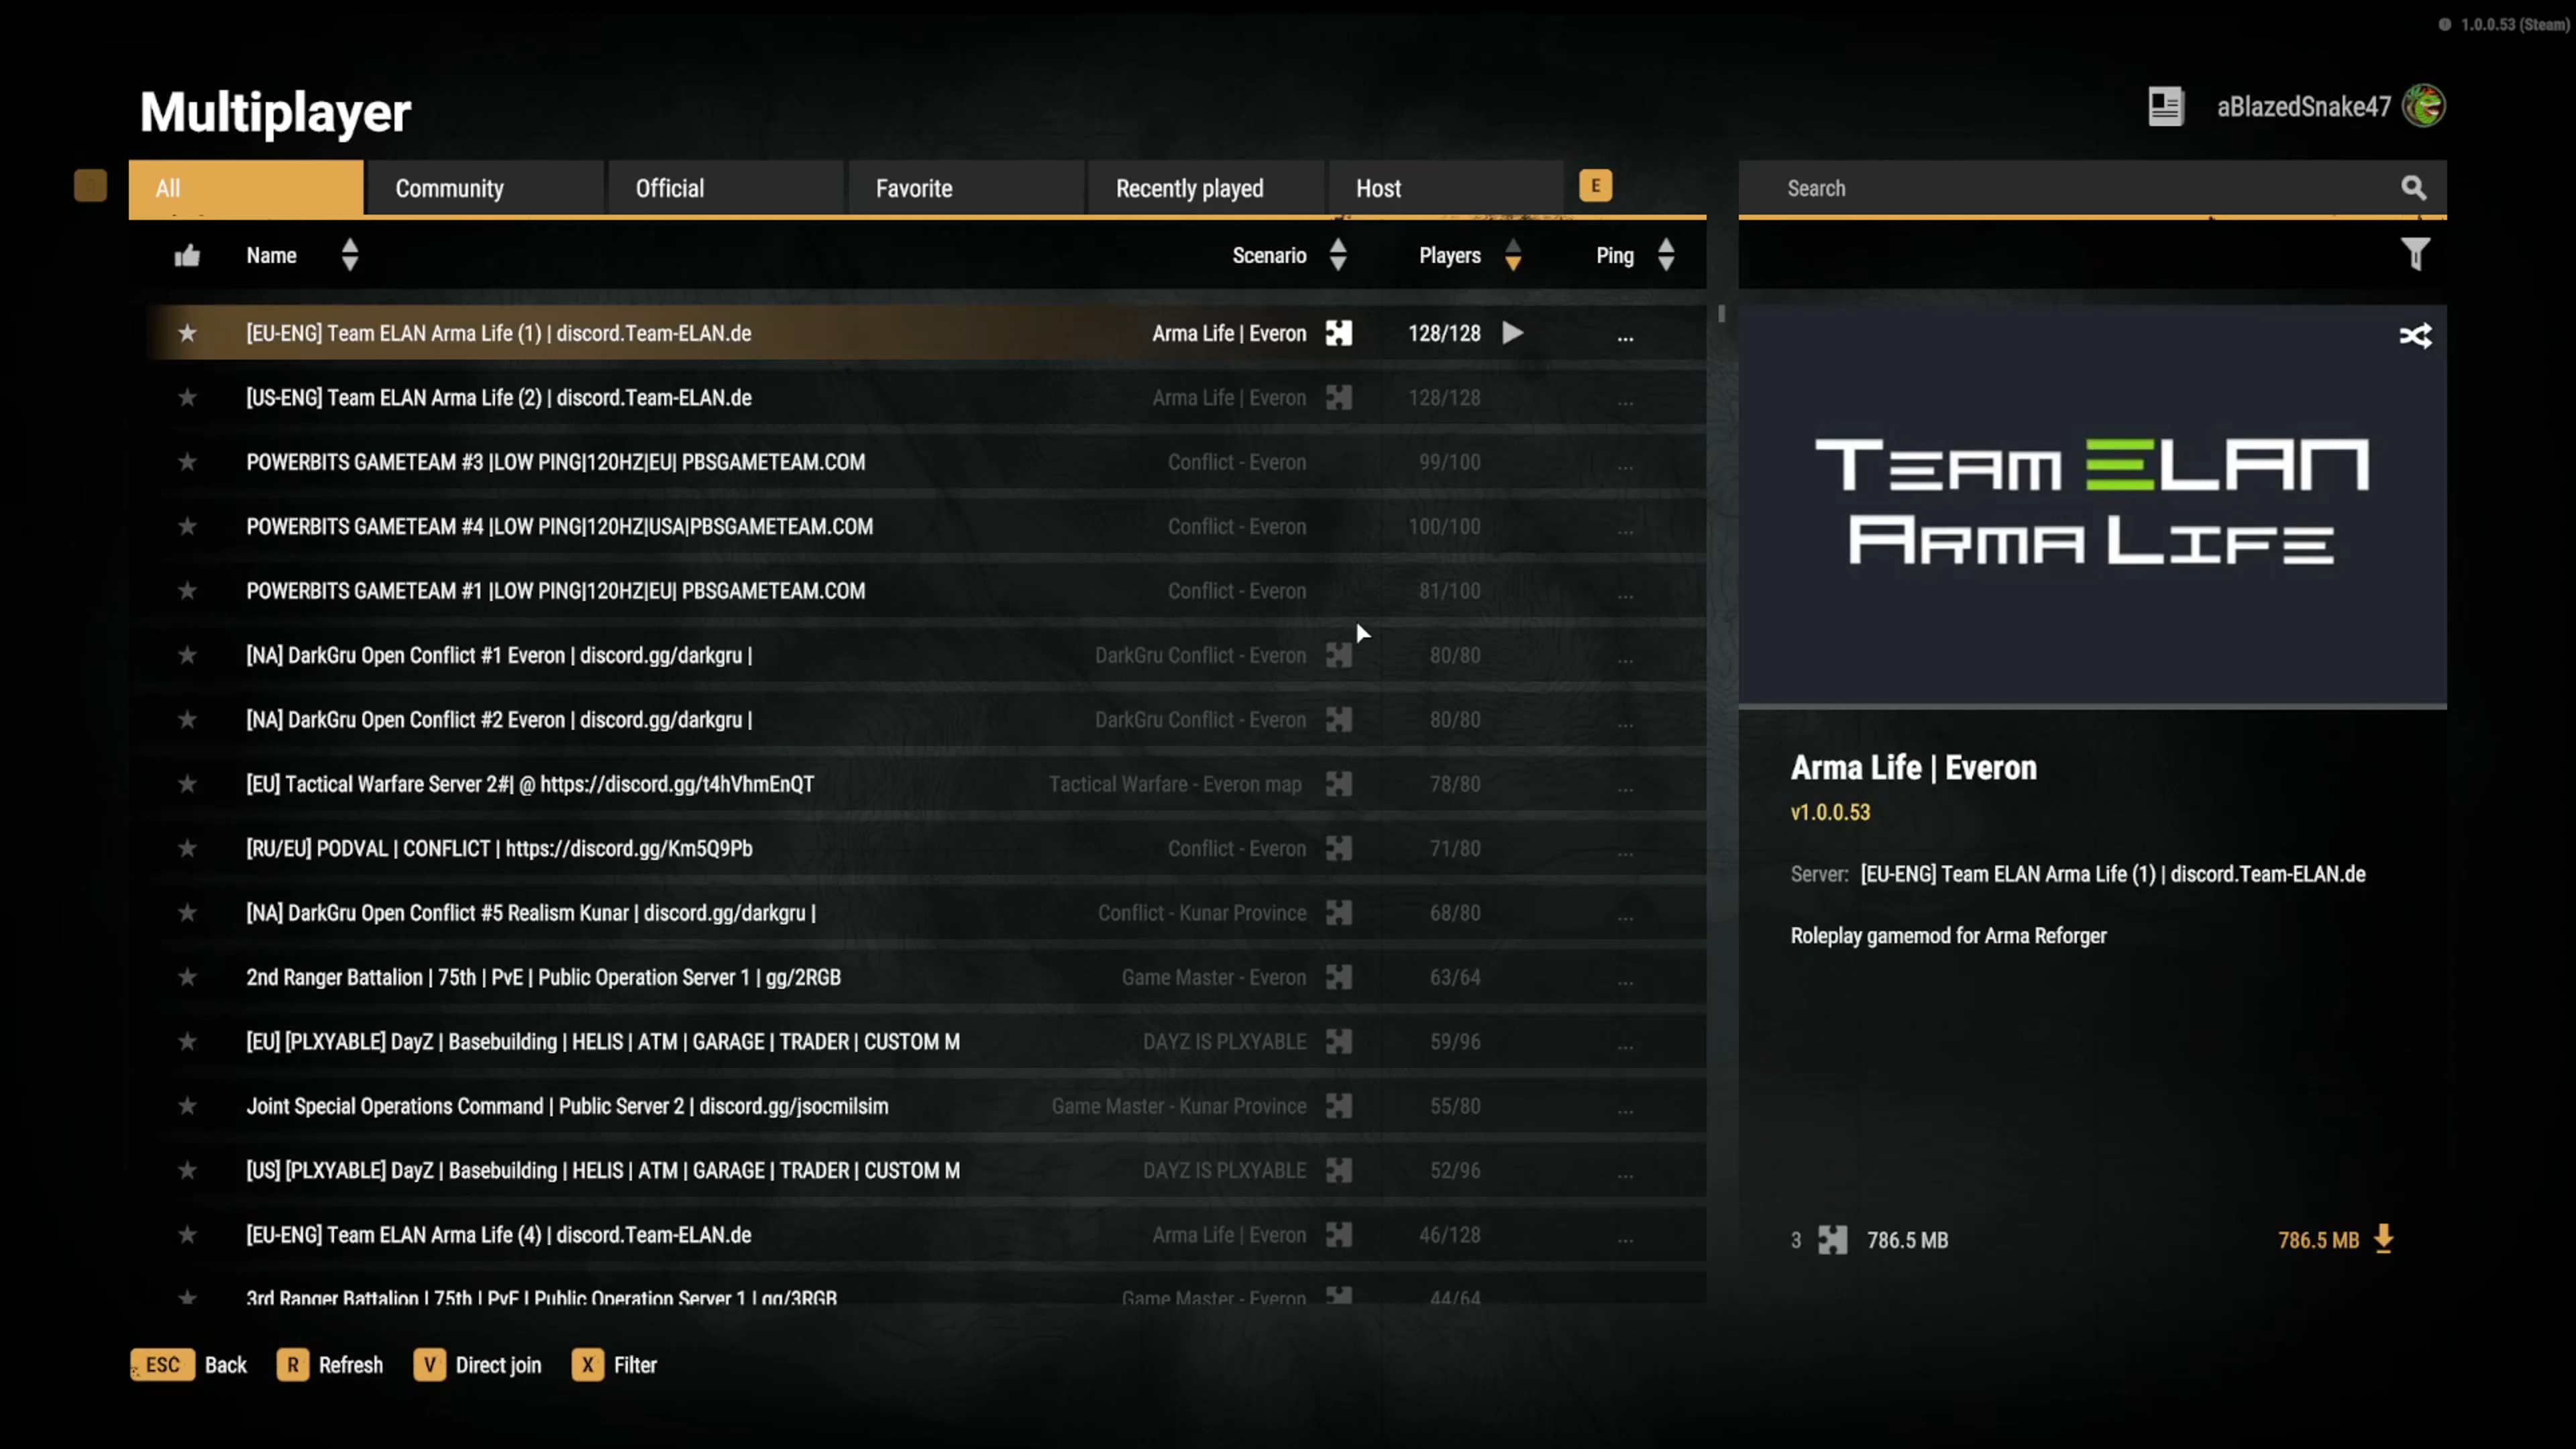 1.0.0.53 (Steam)
Multiplayer
aBlazedSnake47
All
Community
Official
Favorite
Recently played
Host
E
Search
Name
Scenario
Players
Ping
[EU-ENG] Team ELAN Arma Life (1) | discord.Team-ELAN.de Arma Life | Everon 128/128 ...
[US-ENG] Team ELAN Arma Life (2) | discord.Team-ELAN.de Arma Life | Everon 128/128 ...
POWERBITS GAMETEAM #3 |LOW PING|120HZ|EU| PBSGAMETEAM.COM Conflict - Everon 99/100 ...
POWERBITS GAMETEAM #4 |LOW PING|120HZ|USA|PBSGAMETEAM.COM Conflict - Everon 100/100 ...
POWERBITS GAMETEAM #1 |LOW PING|120HZ|EU| PBSGAMETEAM.COM Conflict - Everon 81/100 ...
[NA] DarkGru Open Conflict #1 Everon | discord.gg/darkgru | DarkGru Conflict - Everon 80/80 ...
[NA] DarkGru Open Conflict #2 Everon | discord.gg/darkgru | DarkGru Conflict - Everon 80/80 ...
[EU] Tactical Warfare Server 2#| @ https://discord.gg/t4hVhmEnQT Tactical Warfare - Everon map 78/80 ...
[RU/EU] PODVAL | CONFLICT | https://discord.gg/Km5Q9Pb Conflict - Everon 71/80 ...
[NA] DarkGru Open Conflict #5 Realism Kunar | discord.gg/darkgru | Conflict - Kunar Province 68/80 ...
2nd Ranger Battalion | 75th | PvE | Public Operation Server 1 | gg/2RGB Game Master - Everon 63/64 ...
[EU] [PLXYABLE] DayZ | Basebuilding | HELIS | ATM | GARAGE | TRADER | CUSTOM M DAYZ IS PLXYABLE 59/96 ...
Joint Special Operations Command | Public Server 2 | discord.gg/jsocmilsim Game Master - Kunar Province 55/80 ...
[US] [PLXYABLE] DayZ | Basebuilding | HELIS | ATM | GARAGE | TRADER | CUSTOM M DAYZ IS PLXYABLE 52/96 ...
[EU-ENG] Team ELAN Arma Life (4) | discord.Team-ELAN.de Arma Life | Everon 46/128 ...
3rd Ranger Battalion | 75th | PvE | Public Operation Server 1 | gg/3RGB Game Master - Everon 44/64
TEAM ELAN
ARMA LIFE
Arma Life | Everon
v1.0.0.53
Server: [EU-ENG] Team ELAN Arma Life (1) | discord.Team-ELAN.de
Roleplay gamemod for Arma Reforger
3 786.5 MB 786.5 MB
ESC Back R Refresh V Direct join X Filter